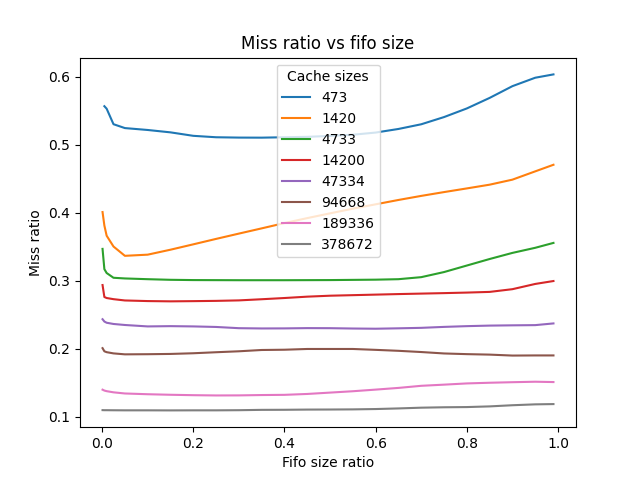 Miss ratio vs fifo size
Cache sizes
473
1420
4733
14200
47334
94668
189336
378672
Miss ratio
0.6
0.5
0.4
0.3
0.2
0.1
0.0 0.2 0.4 0.6 0.8 1.0
Fifo size ratio